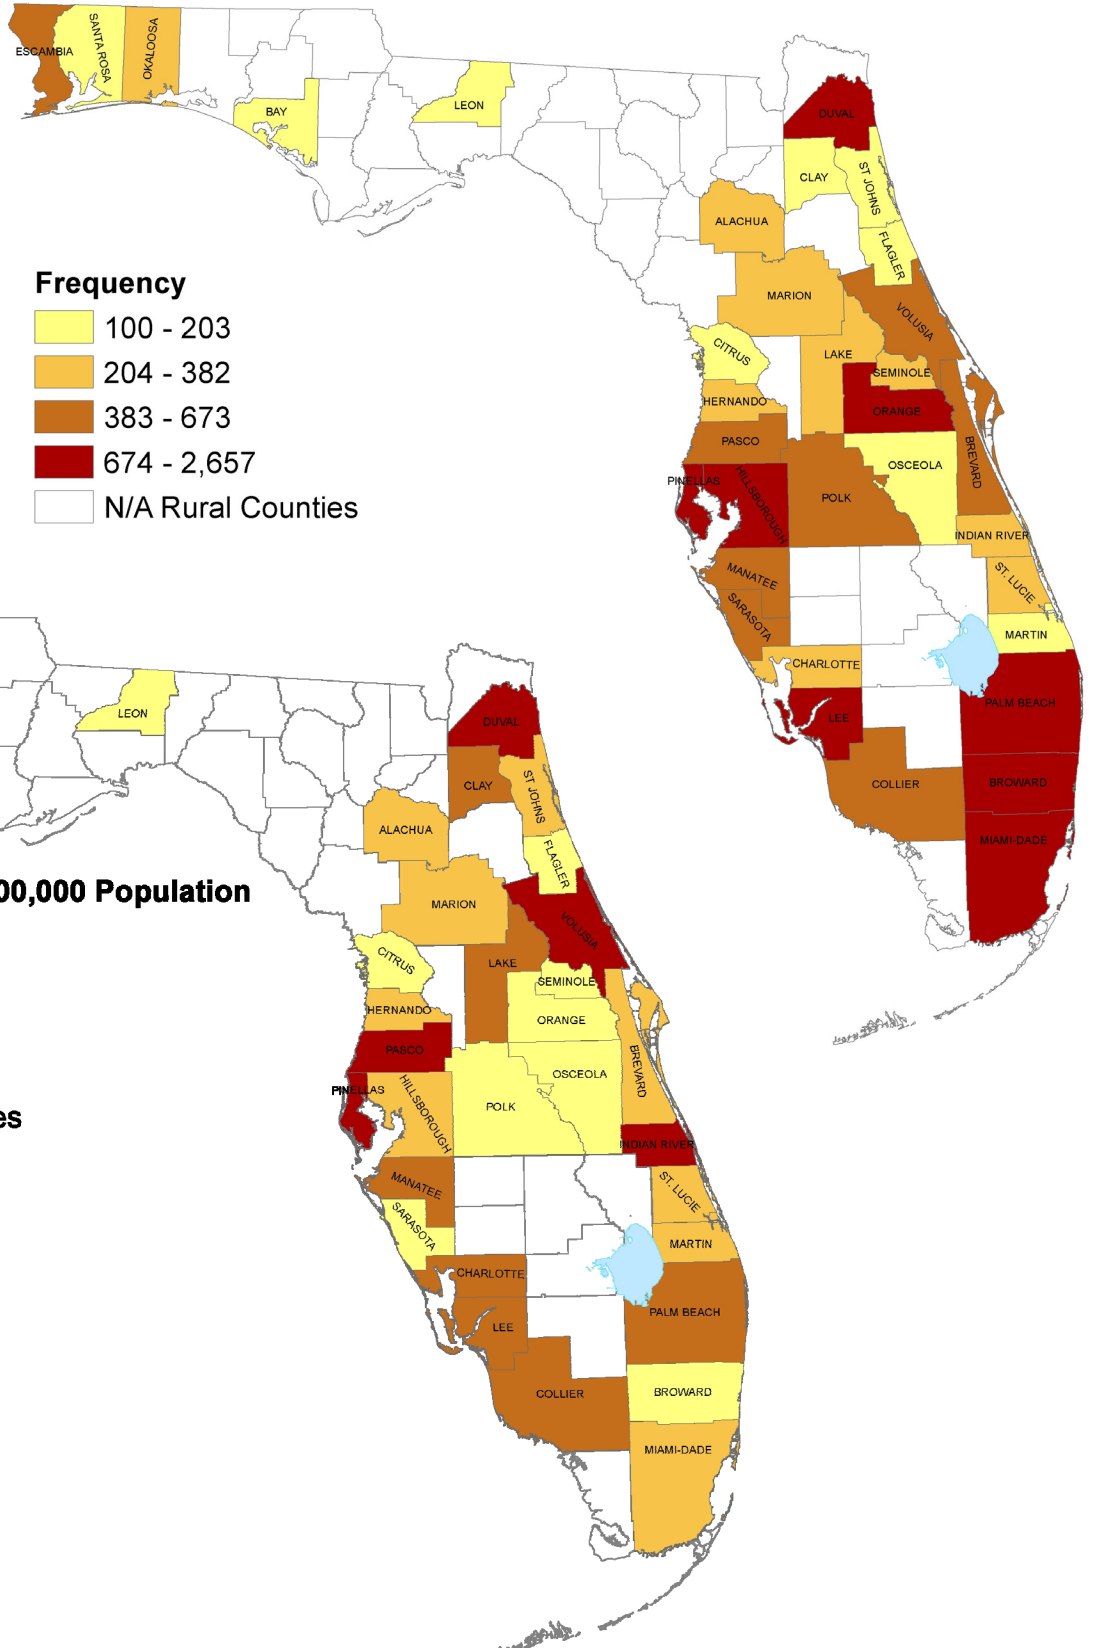 ESCAMBIA
SANTA ROSA
OKALOOSA
BAY
LEON
DUVAL
CLAY
ST JOHNS
ALACHUA
FLAGLER
MARION
VOLUSIA
CITRUS
LAKE
SEMINOLE
HERNANDO
ORANGE
PASCO
OSCEOLA
BREVARD
PINELLAS
HILLSBOROUGH
POLK
INDIAN RIVER
MANATEE
ST. LUCIE
SARASOTA
MARTIN
CHARLOTTE
PALM BEACH
LEE
COLLIER
BROWARD
MIAMI-DADE
Frequency
100 - 203
204 - 382
383 - 673
674 - 2,657
N/A Rural Counties
LEON
DUVAL
CLAY
ST JOHNS
ALACHUA
FLAGLER
00,000 Population
MARION
VOLUSIA
CITRUS
LAKE
SEMINOLE
HERNANDO
ORANGE
PASCO
OSCEOLA
BREVARD
PINELLAS
HILLSBOROUGH
POLK
es
INDIAN RIVER
MANATEE
ST. LUCIE
SARASOTA
MARTIN
CHARLOTTE
PALM BEACH
LEE
COLLIER
BROWARD
MIAMI-DADE